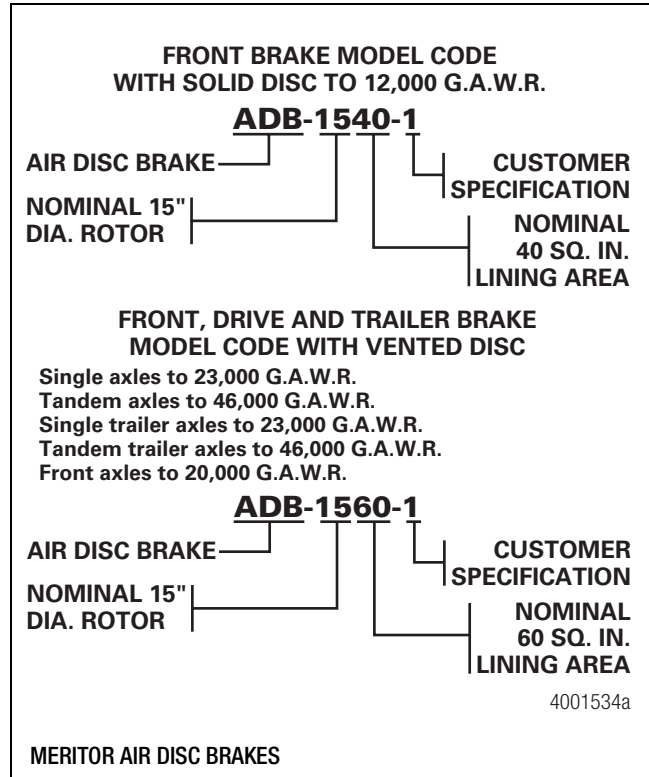 FRONT BRAKE MODEL CODE
WITH SOLID DISC TO 12,000 G.A.W.R.
ADB-1540-1
AIR DISC BRAKE
CUSTOMER
SPECIFICATION
NOMINAL 15"
DIA. ROTOR
NOMINAL
40 SQ. IN.
LINING AREA
FRONT, DRIVE AND TRAILER BRAKE
MODEL CODE WITH VENTED DISC
Single axles to 23,000 G.A.W.R.
Tandem axles to 46,000 G.A.W.R.
Single trailer axles to 23,000 G.A.W.R.
Tandem trailer axles to 46,000 G.A.W.R.
Front axles to 20,000 G.A.W.R.
ADB-1560-1
AIR DISC BRAKE
CUSTOMER
SPECIFICATION
NOMINAL 15"
DIA. ROTOR
NOMINAL
60 SQ. IN.
LINING AREA
4001534a
MERITOR AIR DISC BRAKES